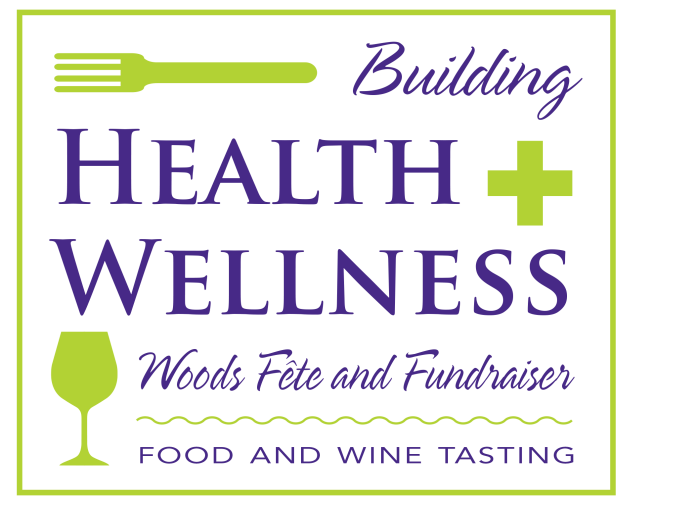 Building
HEALTH +
WELLNESS
Woods Fête and Fundraiser
FOOD AND WINE TASTING